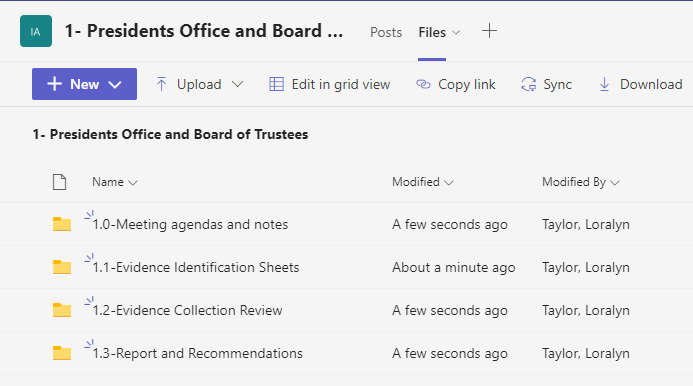 IA 1- Presidents Office and Board ... Posts Files
New Upload Edit in grid view Copy link Sync Download
1- Presidents Office and Board of Trustees
Name Modified Modified By
1.0-Meeting agendas and notes A few seconds ago Taylor, Loralyn
1.1-Evidence Identification Sheets About a minute ago Taylor, Loralyn
1.2-Evidence Collection Review A few seconds ago Taylor, Loralyn
1.3-Report and Recommendations A few seconds ago Taylor, Loralyn